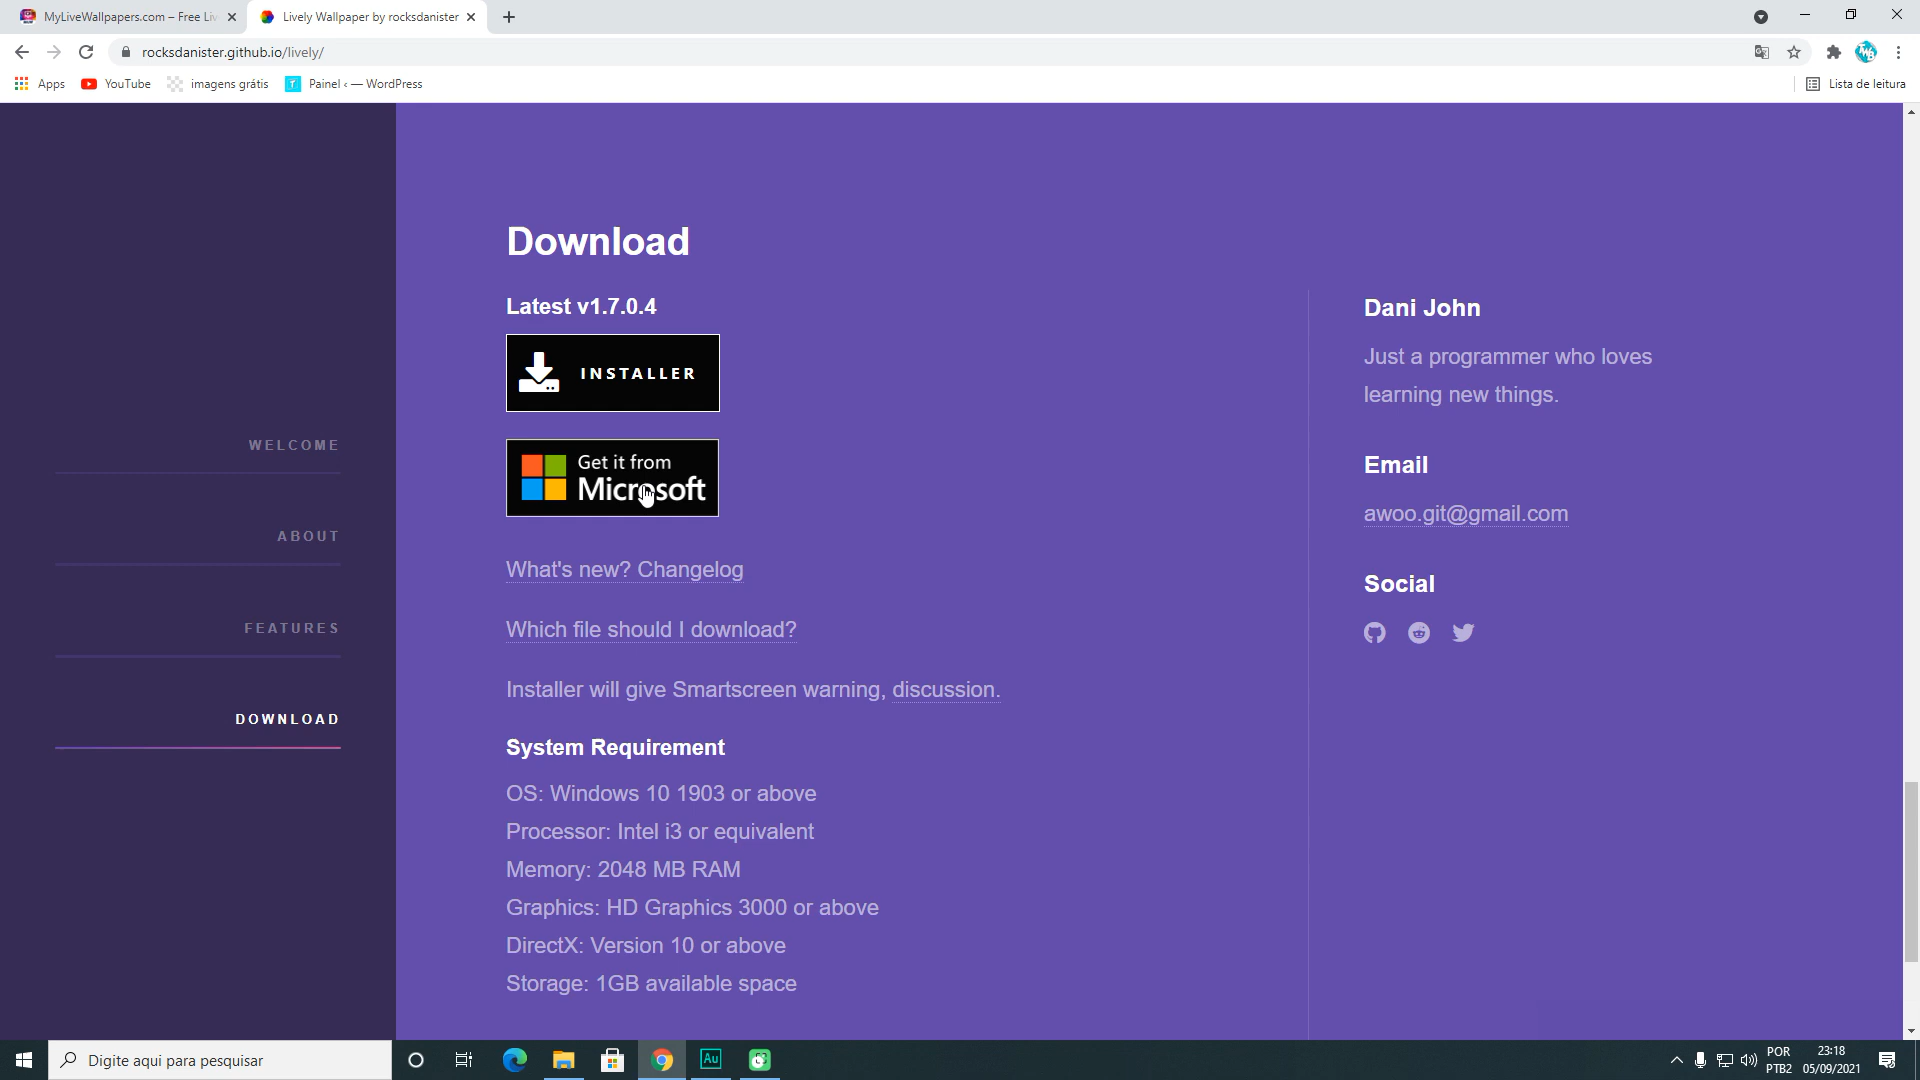 MyLiveWallpapers.com – Free Li
Lively Wallpaper by rocksdanister
rocksdanister.github.io/lively/
Apps
YouTube
imagens grátis
Painel ‹ — WordPress
Lista de leitura
WELCOME
ABOUT
FEATURES
DOWNLOAD
Download
Latest v1.7.0.4
INSTALLER
Get it from
Microsoft
What's new? Changelog
Which file should I download?
Installer will give Smartscreen warning, discussion.
System Requirement
OS: Windows 10 1903 or above
Processor: Intel i3 or equivalent
Memory: 2048 MB RAM
Graphics: HD Graphics 3000 or above
DirectX: Version 10 or above
Storage: 1GB available space
Dani John
Just a programmer who loves
learning new things.
Email
awoo.git@gmail.com
Social
Digite aqui para pesquisar
Au
POR
PTB2
23:18
05/09/2021